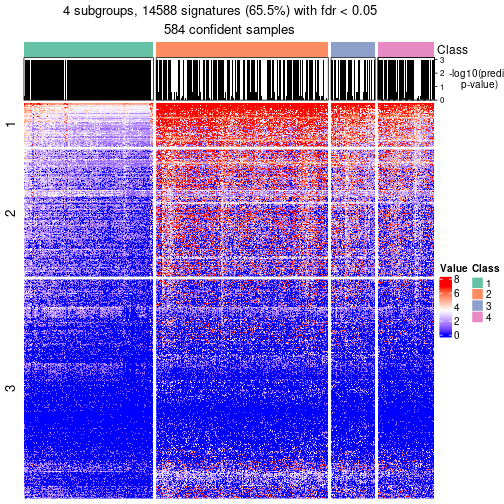 4 subgroups, 14588 signatures (65.5%) with fdr < 0.05
584 confident samples
Class
3
2
1
0
-log10(predi
p-value)
1
2
3
Value
8
6
4
2
0
Class
1
2
3
4